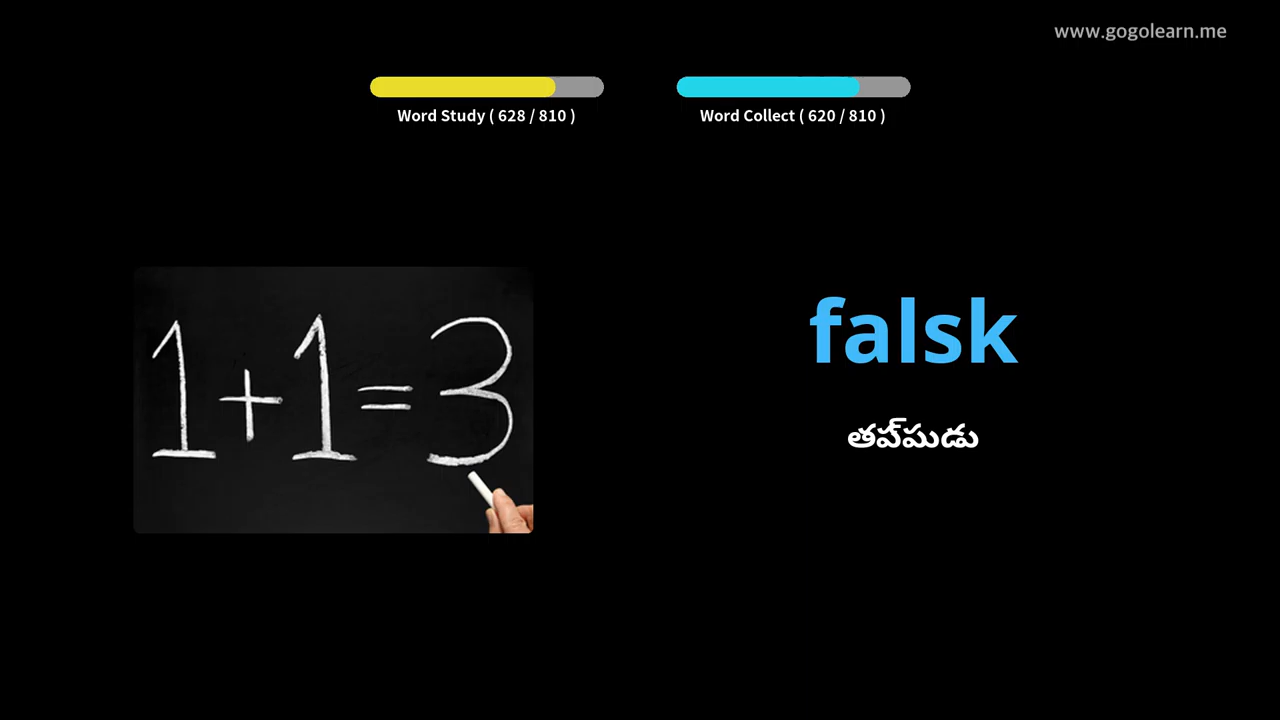 www.gogolearn.me
Word Study ( 628 / 810 )
Word Collect ( 620 / 810 )
1+1=3
falsk
తప్పుడు